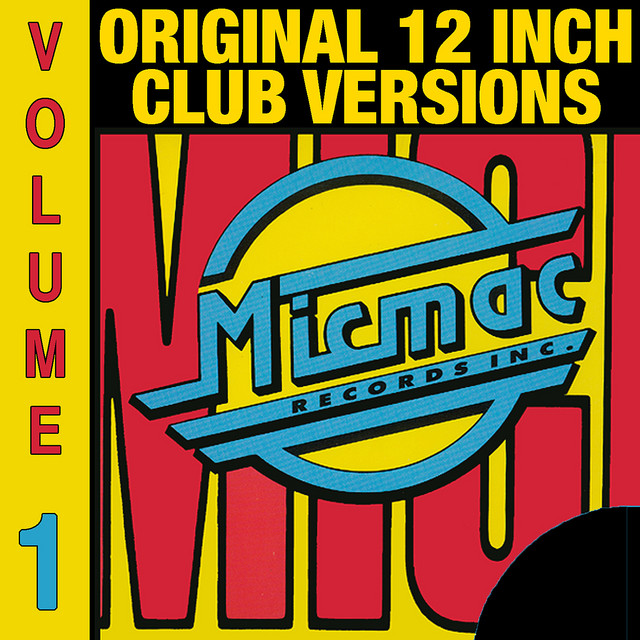 VOLUME 1
ORIGINAL 12 INCH
CLUB VERSIONS
Micmac
RECORDS INC.